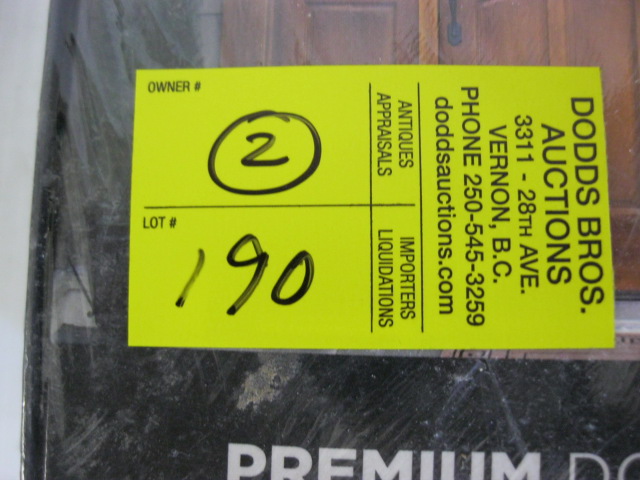 DODDS BROS.
AUCTIONS
3311 - 28TH AVE.
VERNON, B.C.
PHONE 250-545-3259
doddsauctions.com
ANTIQUES IMPORTERS
APPRAISALS LIQUIDATIONS
OWNER #
2
LOT #
190
PREMIUM DO